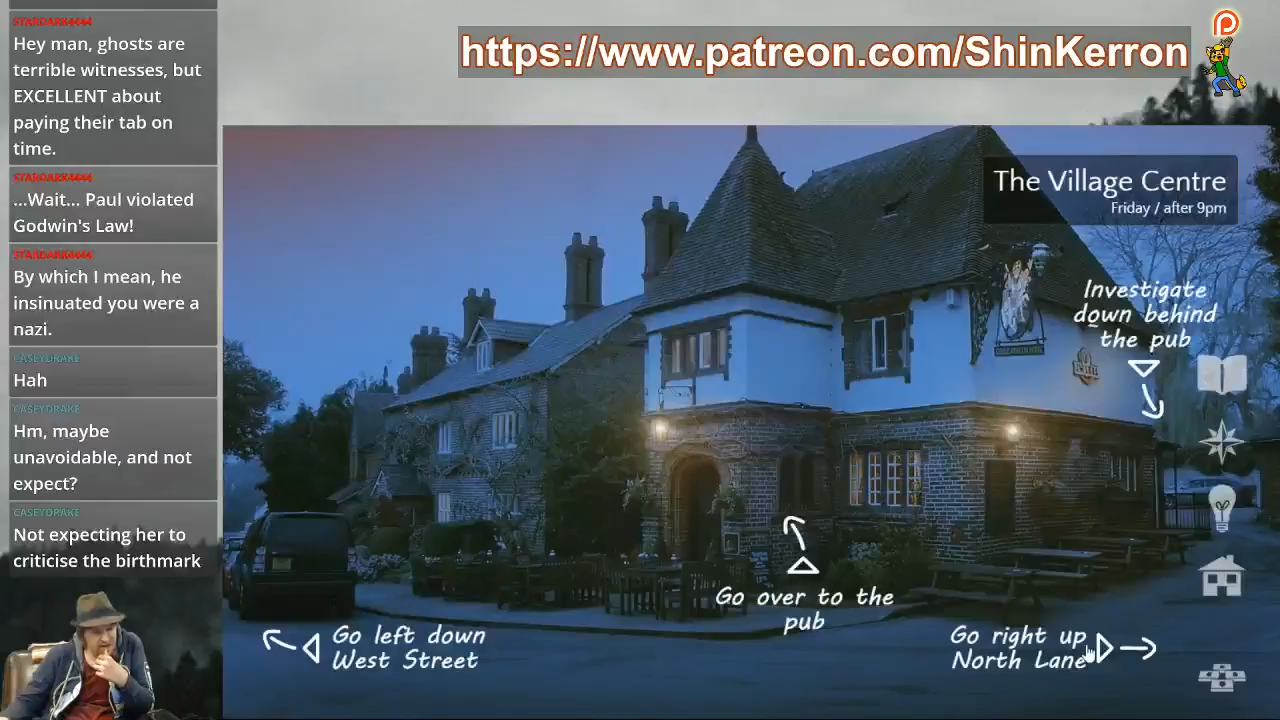 STARDARK4444
Hey man, ghosts are
terrible witnesses, but
EXCELLENT about
paying their tab on
time.
STARDARK4444
...Wait... Paul violated
Godwin's Law!
STARDARK4444
By which I mean, he
insinuated you were a
nazi.
CASEYDRAKE
Hah
CASEYDRAKE
Hm, maybe
unavoidable, and not
expect?
CASEYDRAKE
Not expecting her to
criticise the birthmark
https://www.patreon.com/ShinKerron
The Village Centre
Friday / after 9pm
Investigate
down behind
the pub
Go over to the
pub
Go left down
West Street
Go right up
North Lane